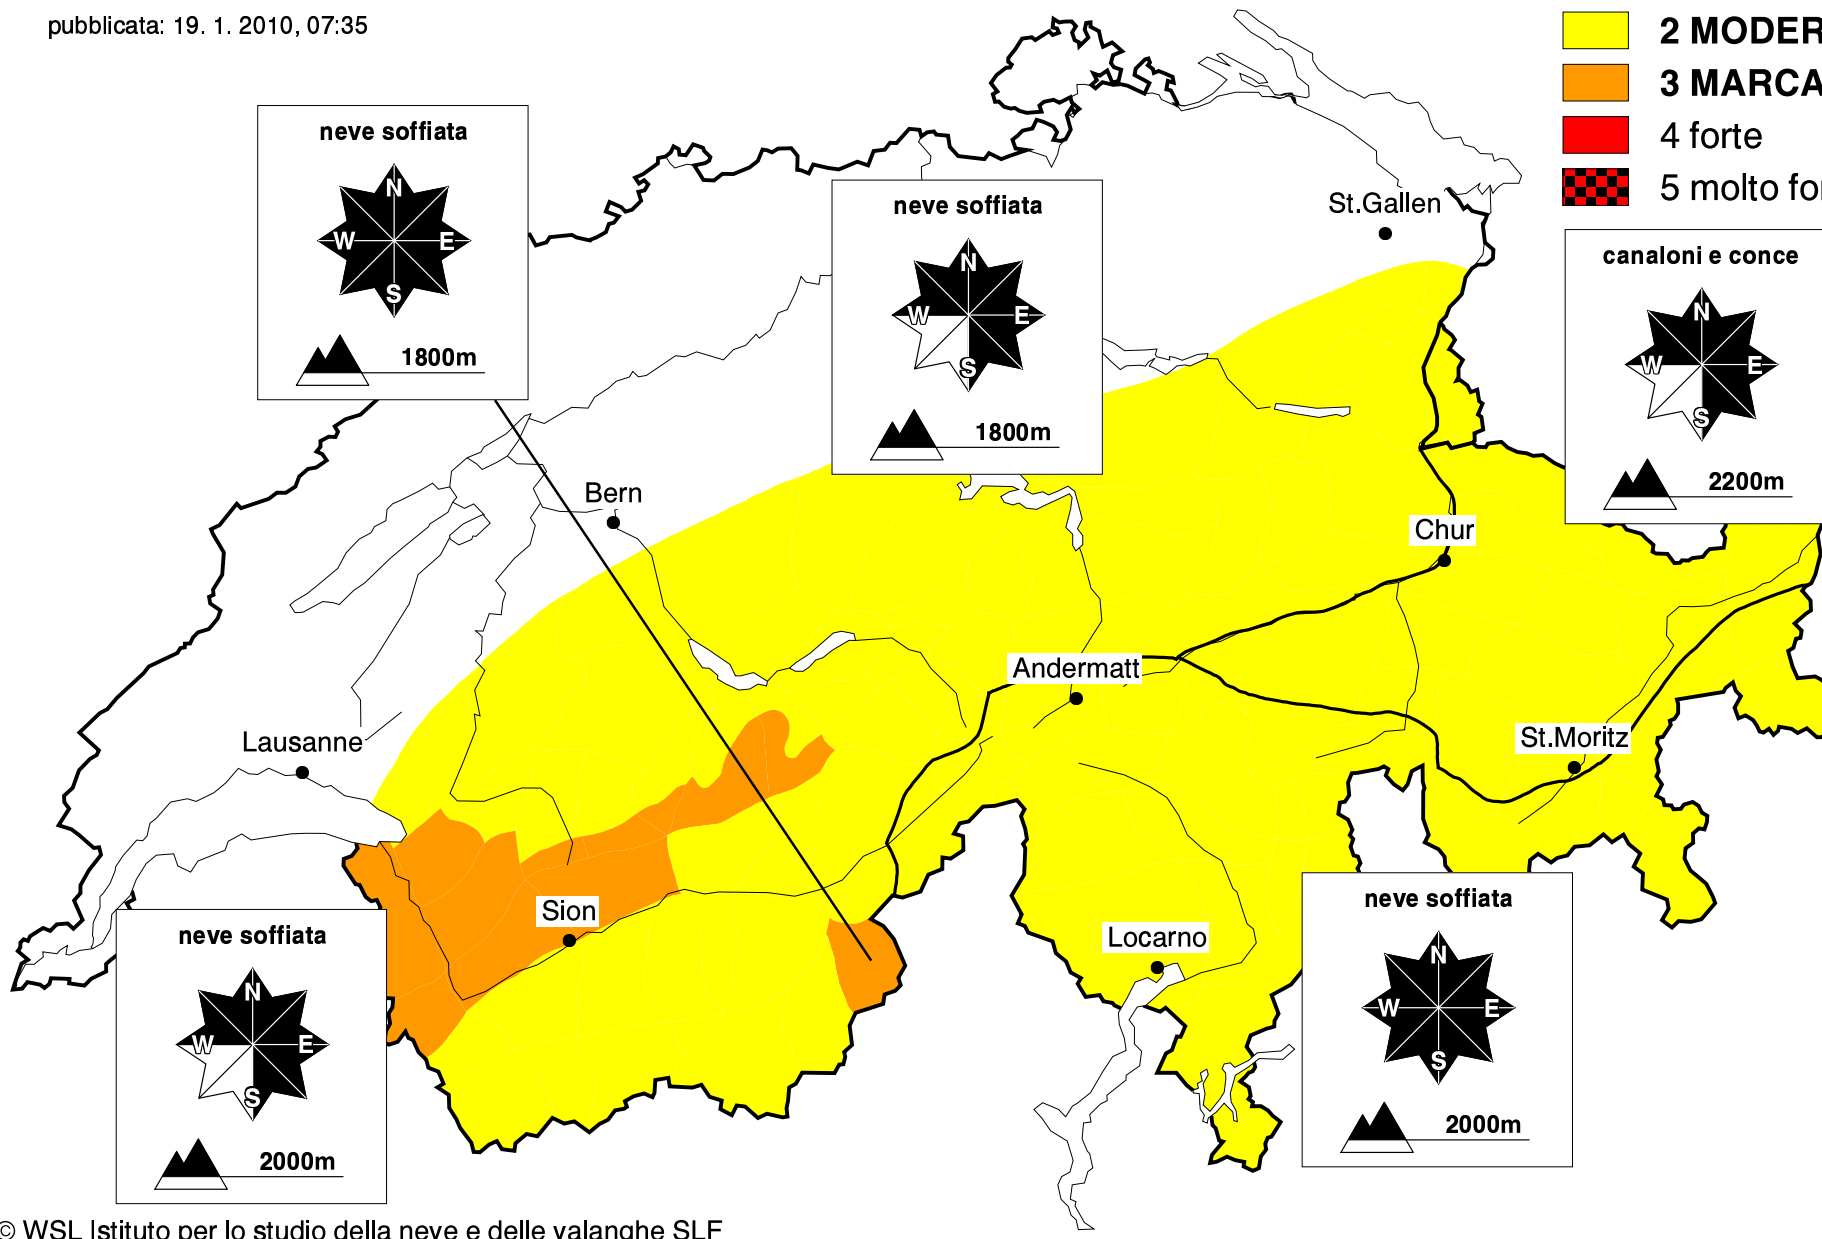 pubblicata: 19. 1. 2010, 07:35
2 MODER
3 MARCA
4 forte
5 molto for
neve soffiata
N
W E
S
1800m
neve soffiata
N
W E
S
1800m
St.Gallen
canaloni e conce
N
W E
S
2200m
Bern
Chur
Andermatt
St.Moritz
Lausanne
Sion
Locarno
neve soffiata
N
W E
S
2000m
neve soffiata
N
W E
S
2000m
© WSL Istituto per lo studio della neve e delle valanghe SLF